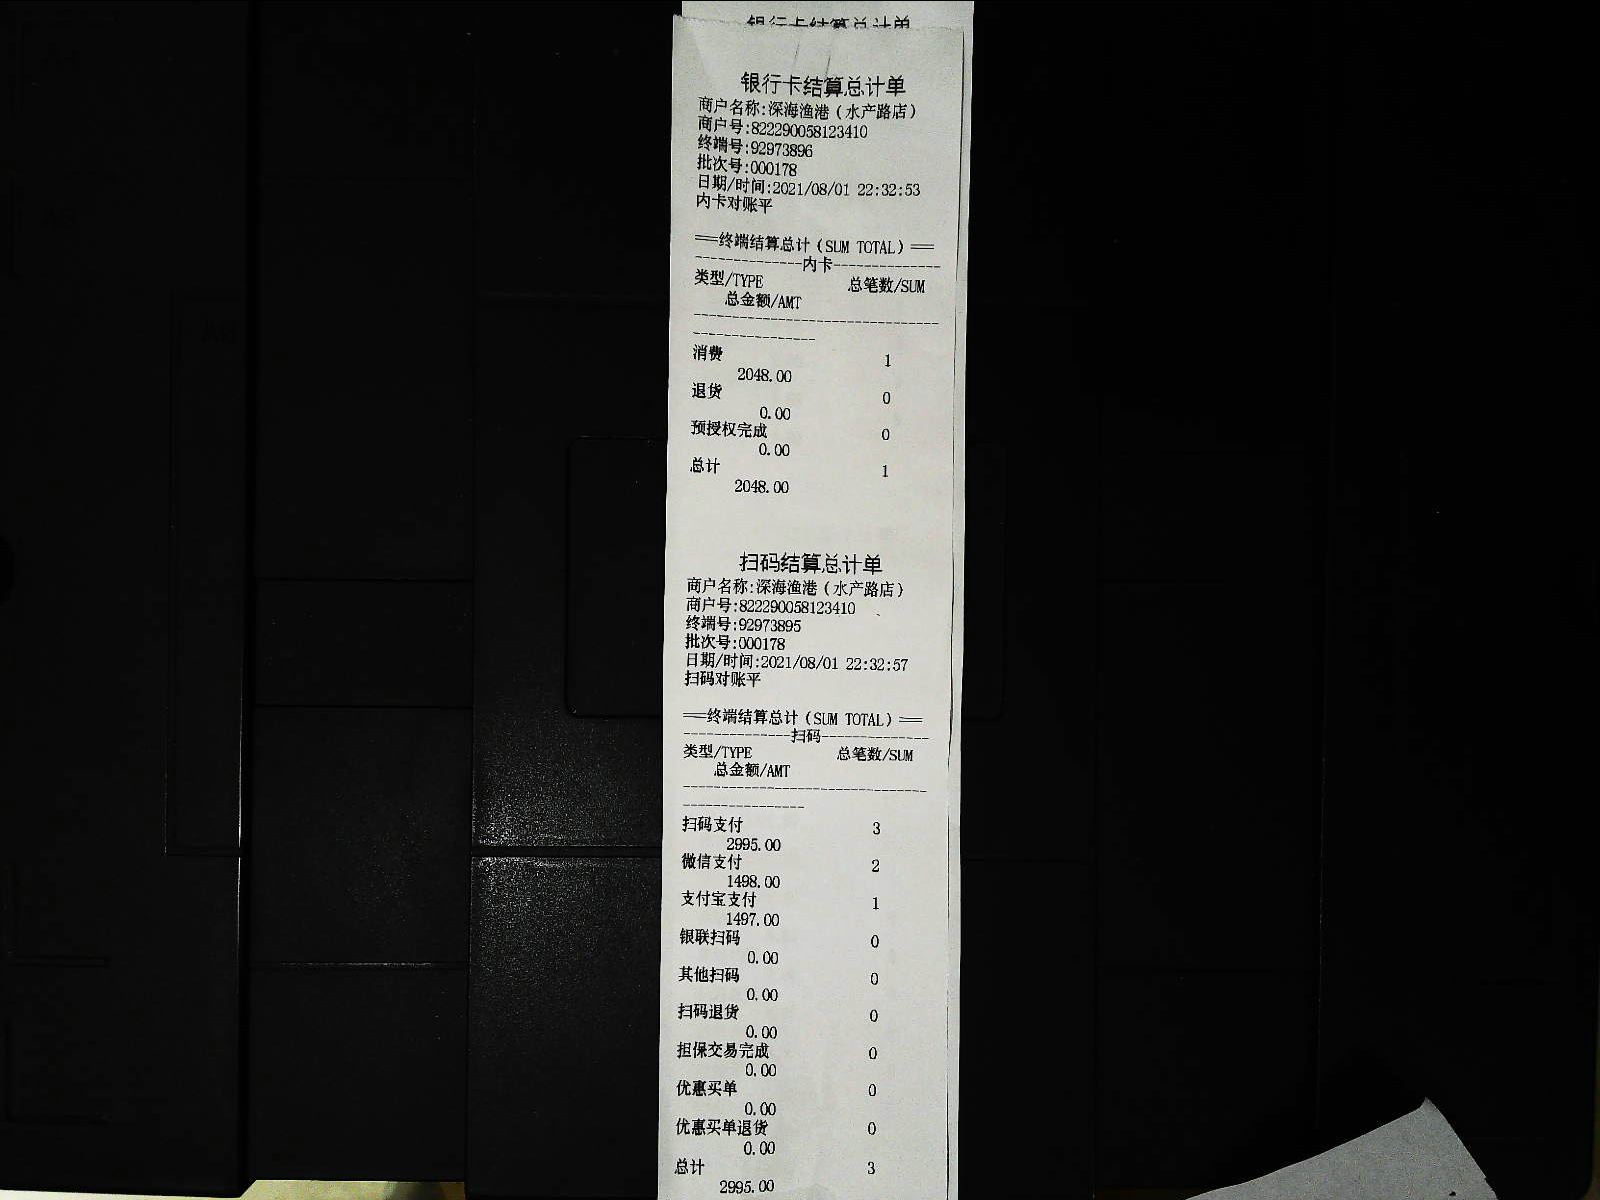 银行卡结算总计单
银行卡结算总计单
商户名称:深海渔港(水产路店)
商户号:822290058123410
终端号:92973896
批次号:000178
日期/时间:2021/08/01 22:32:53
内卡对账平
==终端结算总计(SUM TOTAL)==
--------------内卡--------------
类型/TYPE 总笔数/SUM
总金额/AMT
--------------------------------
----------------
消费 1
2048.00
退货 0
0.00
预授权完成 0
0.00
总计 1
2048.00
扫码结算总计单
商户名称:深海渔港(水产路店)
商户号:822290058123410
终端号:92973895
批次号:000178
日期/时间:2021/08/01 22:32:57
扫码对账平
==终端结算总计(SUM TOTAL)==
--------------扫码--------------
类型/TYPE 总笔数/SUM
总金额/AMT
--------------------------------
----------------
扫码支付 3
2995.00
微信支付 2
1498.00
支付宝支付 1
1497.00
银联扫码 0
0.00
其他扫码 0
0.00
扫码退货 0
0.00
担保交易完成 0
0.00
优惠买单 0
0.00
优惠买单退货 0
0.00
总计 3
2995.00